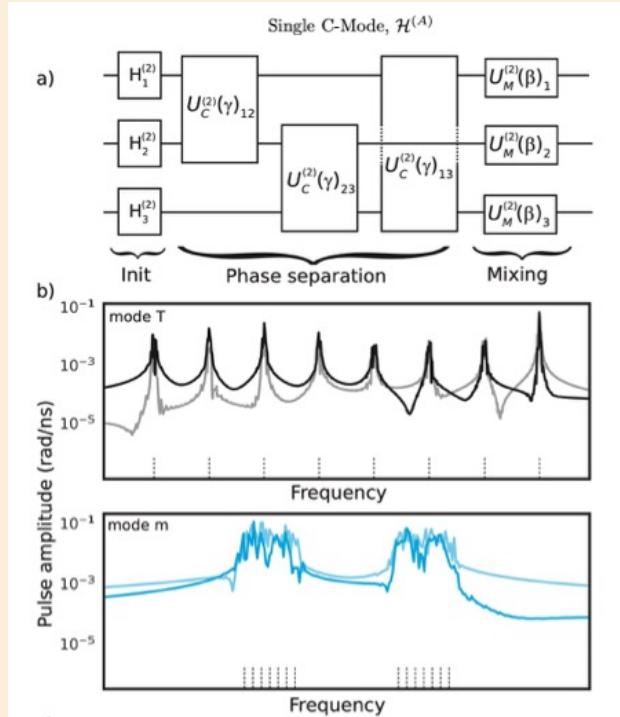 Single C-Mode, ℋ^(A)
a)
H₁^(2)
U_C^(2)(γ)₁₂
U_M^(2)(β)₁
H₂^(2)
U_C^(2)(γ)₂₃
U_C^(2)(γ)₁₃
U_M^(2)(β)₂
H₃^(2)
U_M^(2)(β)₃
Init
Phase separation
Mixing
b)
Pulse amplitude (rad/ns)
10⁻¹
mode T
10⁻³
10⁻⁵
Frequency
10⁻¹
mode m
10⁻³
10⁻⁵
Frequency